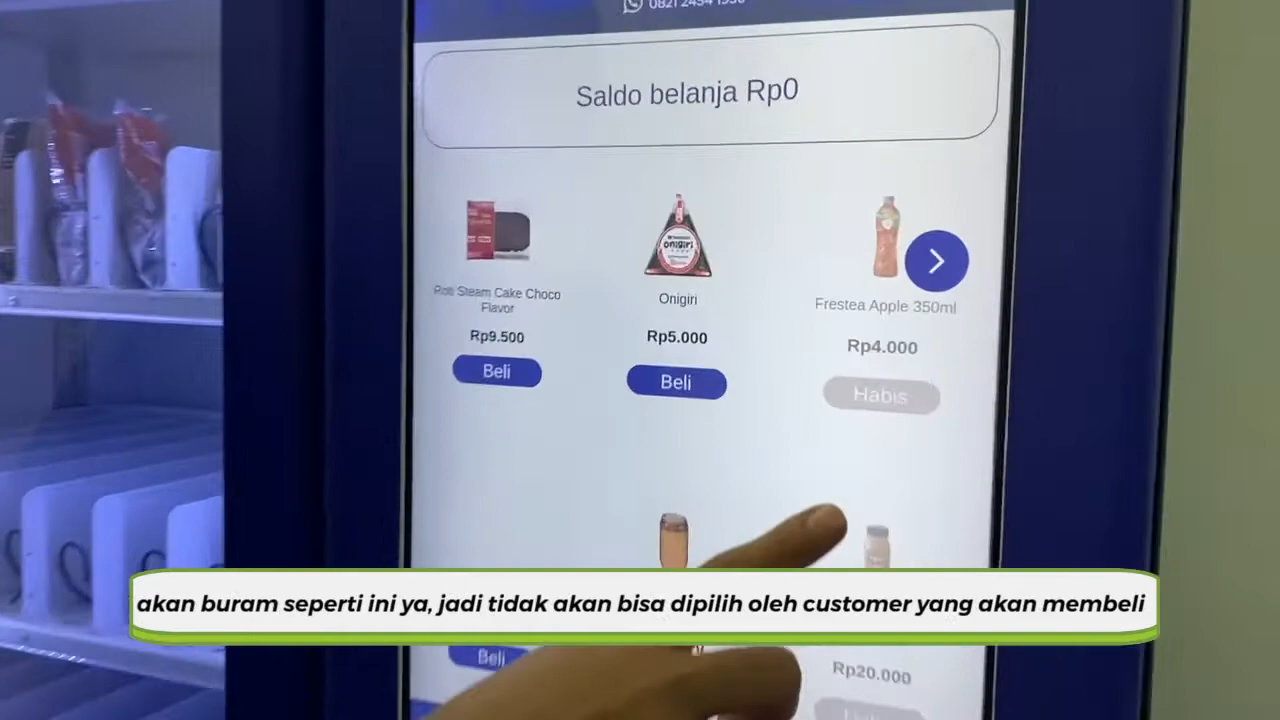 Saldo belanja Rp0
onigiri
Roti Steam Cake Choco
Flavor
Onigiri
Frestea Apple 350ml
Rp9.500
Rp5.000
Rp4.000
Beli
Beli
Habis
akan buram seperti ini ya, jadi tidak akan bisa dipilih oleh customer yang akan membeli
Beli
Rp20.000